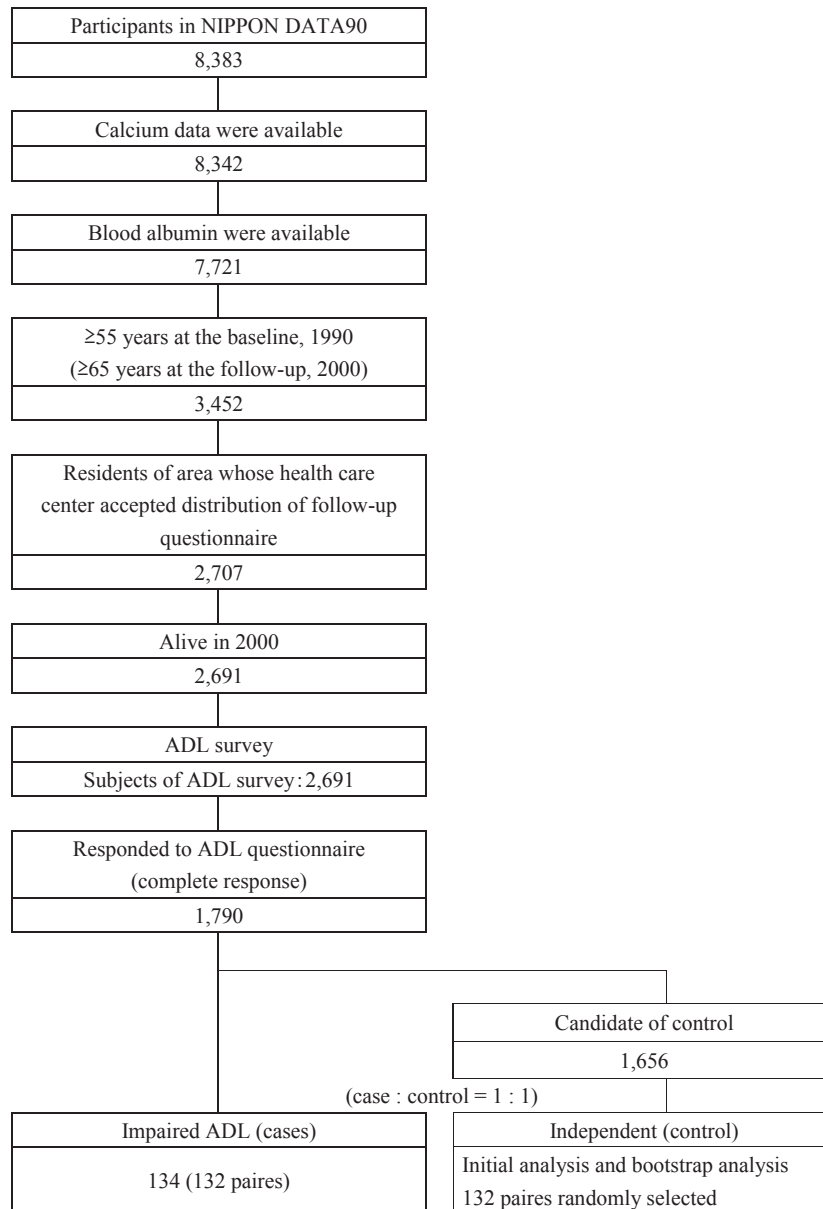 Participants in NIPPON DATA90
8,383
Calcium data were available
8,342
Blood albumin were available
7,721
≥55 years at the baseline, 1990
(≥65 years at the follow-up, 2000)
3,452
Residents of area whose health care
center accepted distribution of follow-up
questionnaire
2,707
Alive in 2000
2,691
ADL survey
Subjects of ADL survey: 2,691
Responded to ADL questionnaire
(complete response)
1,790
Candidate of control
1,656
(case : control = 1 : 1)
Impaired ADL (cases)
134 (132 paires)
Independent (control)
Initial analysis and bootstrap analysis
132 paires randomly selected